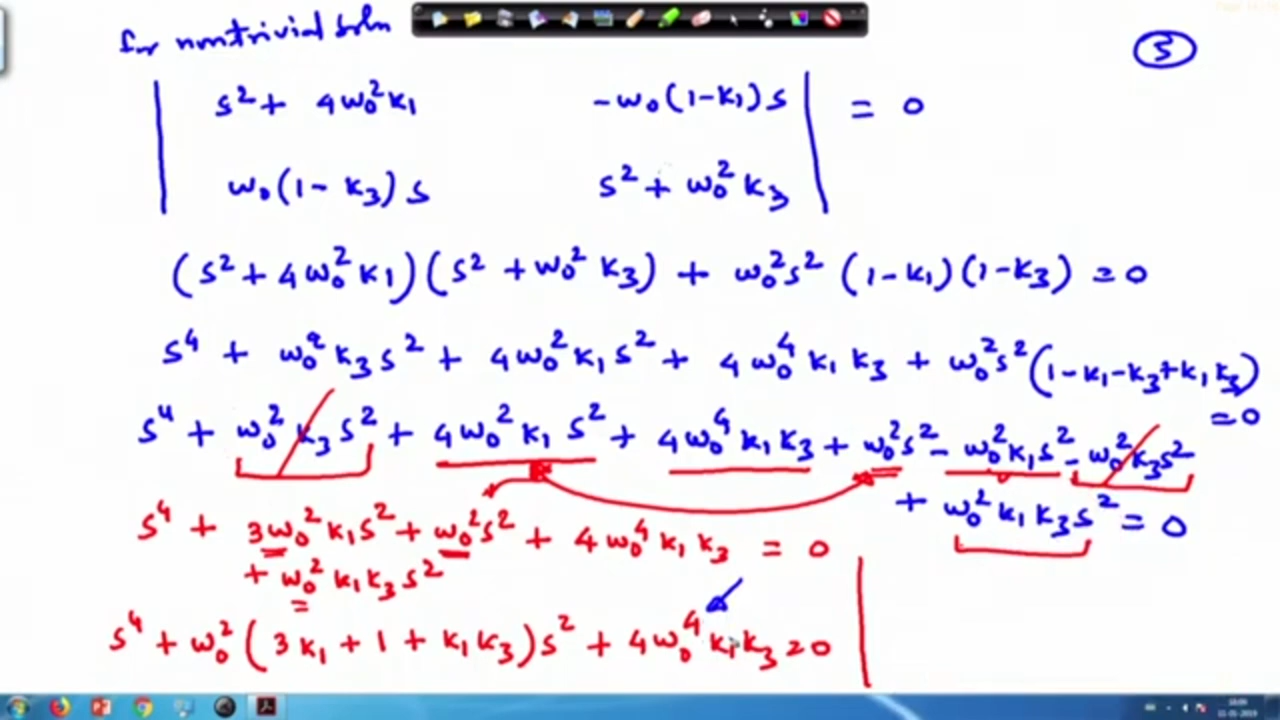 for nontrivial soln
5
| s² + 4ω₀²k₁    -ω₀(1-k₁)s | = 0
| ω₀(1-k₃)s    s² + ω₀²k₃ |
(s² + 4ω₀²k₁)(s² + ω₀²k₃) + ω₀²s²(1-k₁)(1-k₃) = 0
s⁴ + ω₀²k₃s² + 4ω₀²k₁s² + 4ω₀⁴k₁k₃ + ω₀²s²(1-k₁-k₃+k₁k₃) = 0
s⁴ + ω₀²k₃s² + 4ω₀²k₁s² + 4ω₀⁴k₁k₃ + ω₀²s² - ω₀²k₁s² - ω₀²k₃s²
+ ω₀²k₁k₃s² = 0
s⁴ + 3ω₀²k₁s² + ω₀²s² + 4ω₀⁴k₁k₃ = 0
+ ω₀²k₁k₃s²
s⁴ + ω₀²(3k₁ + 1 + k₁k₃)s² + 4ω₀⁴k₁k₃ = 0